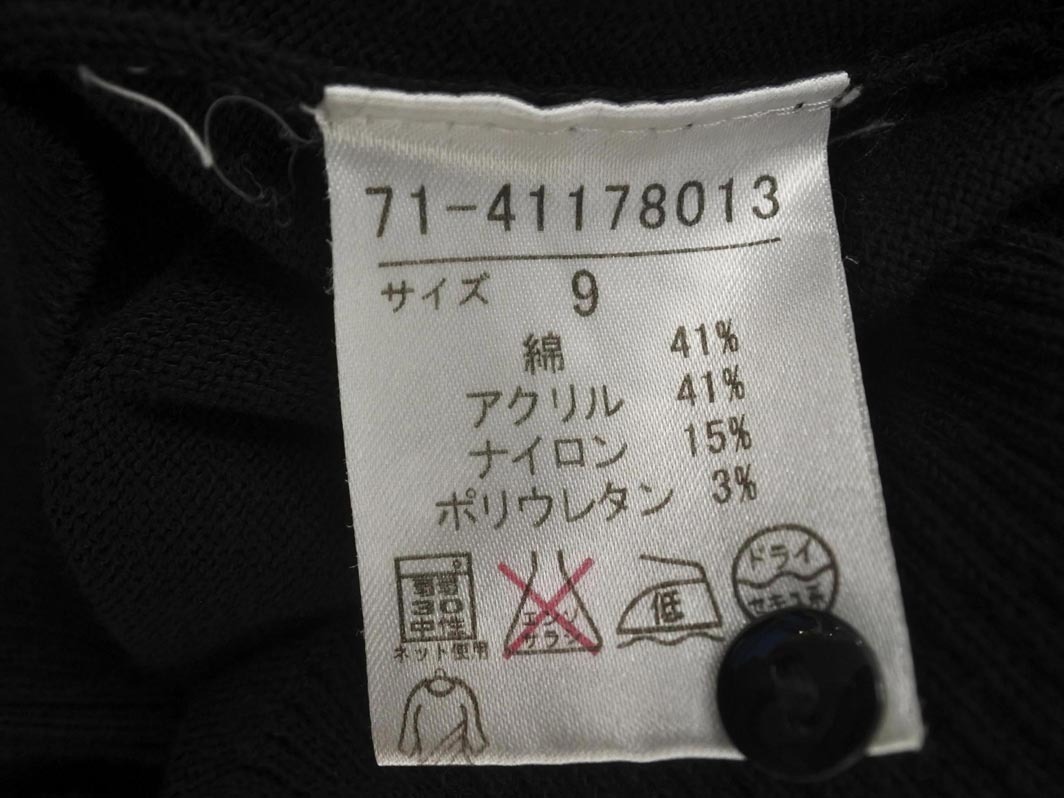 71-41178013
サイズ 9
綿 41%
アクリル 41%
ナイロン 15%
ポリウレタン 3%
30
中性
ネット使用
エンソ
サラシ
低
ドライ
セキユ系